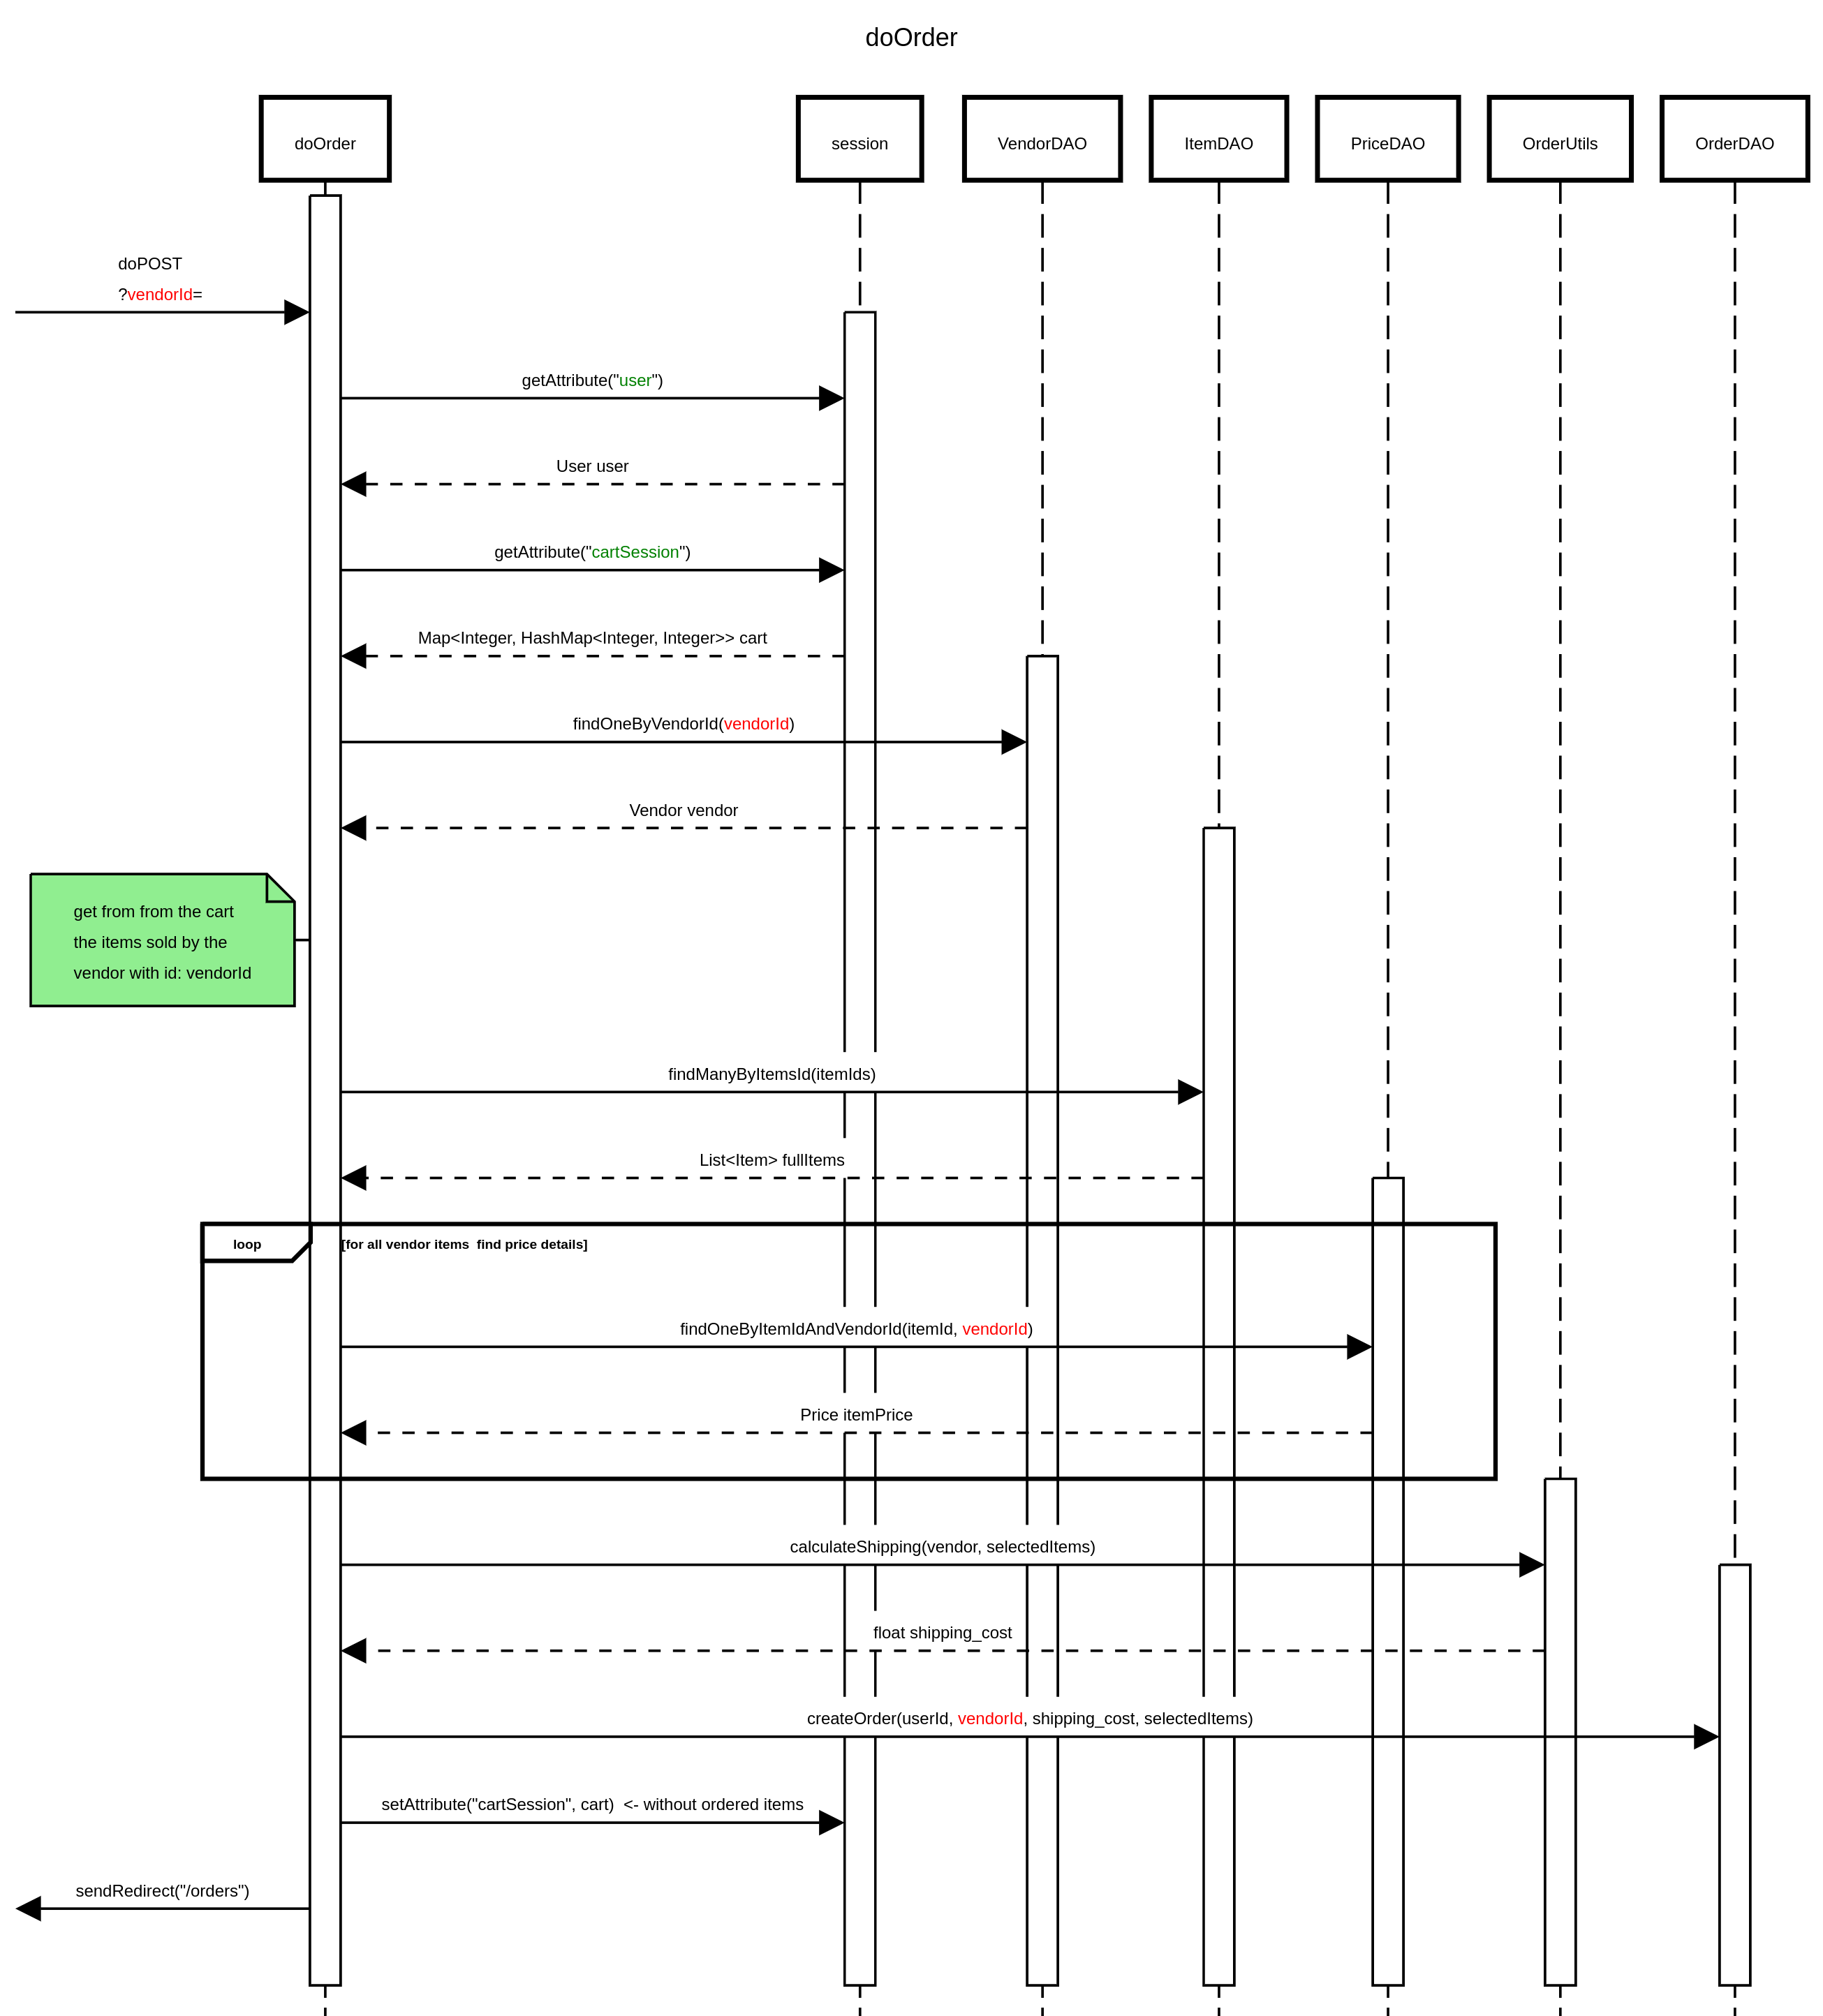 doOrder
doOrder
session
VendorDAO
ItemDAO
PriceDAO
OrderUtils
OrderDAO
doPOST
?vendorId=
getAttribute("user")
User user
getAttribute("cartSession")
Map<Integer, HashMap<Integer, Integer>> cart
findOneByVendorId(vendorId)
Vendor vendor
get from from the cart
the items sold by the
vendor with id: vendorId
findManyByItemsId(itemIds)
List<Item> fullItems
loop
[for all vendor items  find price details]
findOneByItemIdAndVendorId(itemId, vendorId)
Price itemPrice
calculateShipping(vendor, selectedItems)
float shipping_cost
createOrder(userId, vendorId, shipping_cost, selectedItems)
setAttribute("cartSession", cart)  <- without ordered items
sendRedirect("/orders")